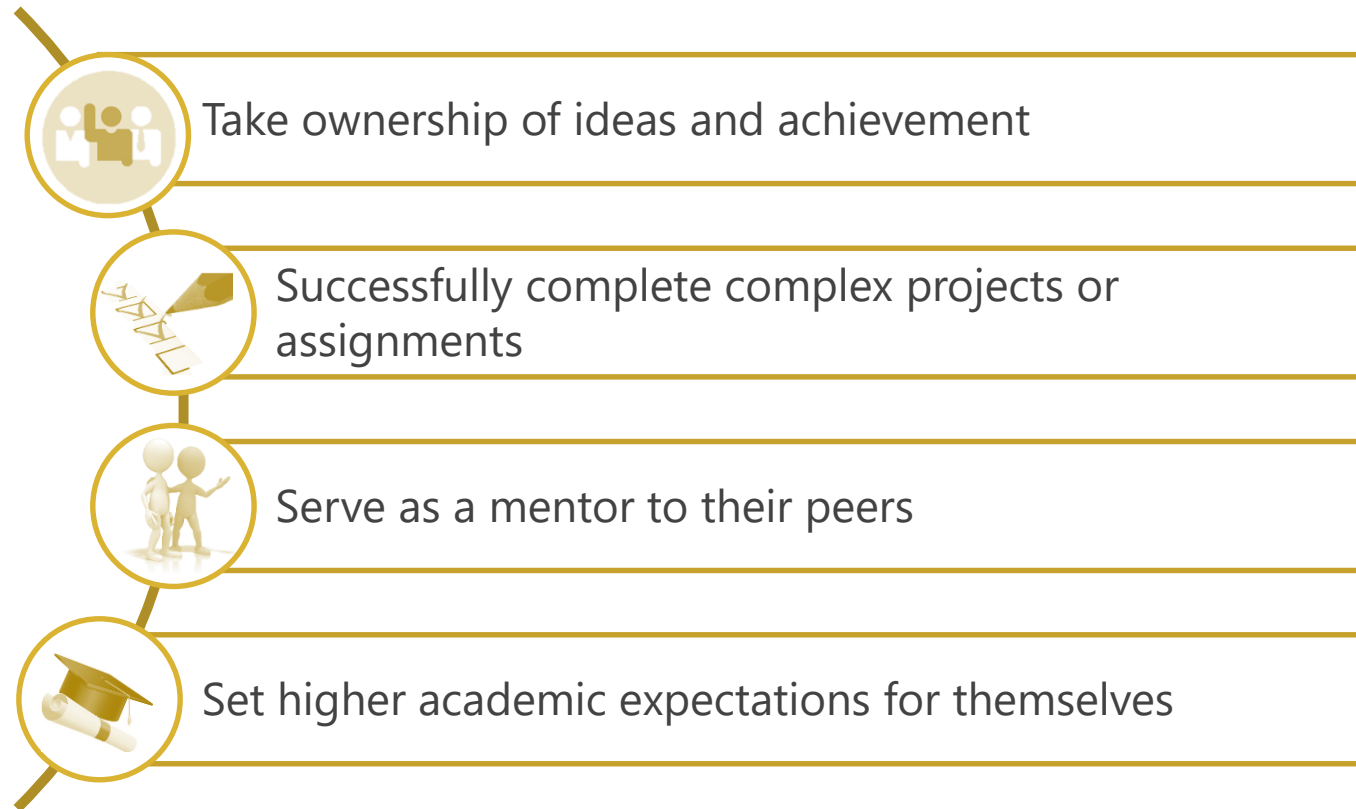 Take ownership of ideas and achievement
Successfully complete complex projects or
assignments
Serve as a mentor to their peers
Set higher academic expectations for themselves